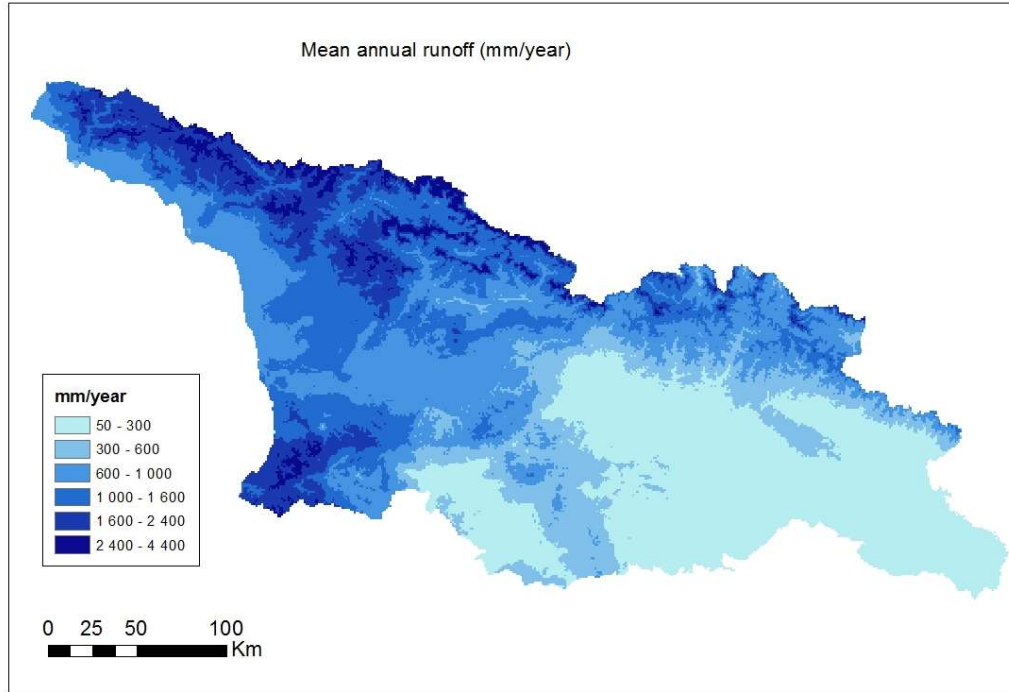 Mean annual runoff (mm/year)
mm/year
50 - 300
300 - 600
600 - 1 000
1 000 - 1 600
1 600 - 2 400
2 400 - 4 400
0 25 50 100
Km